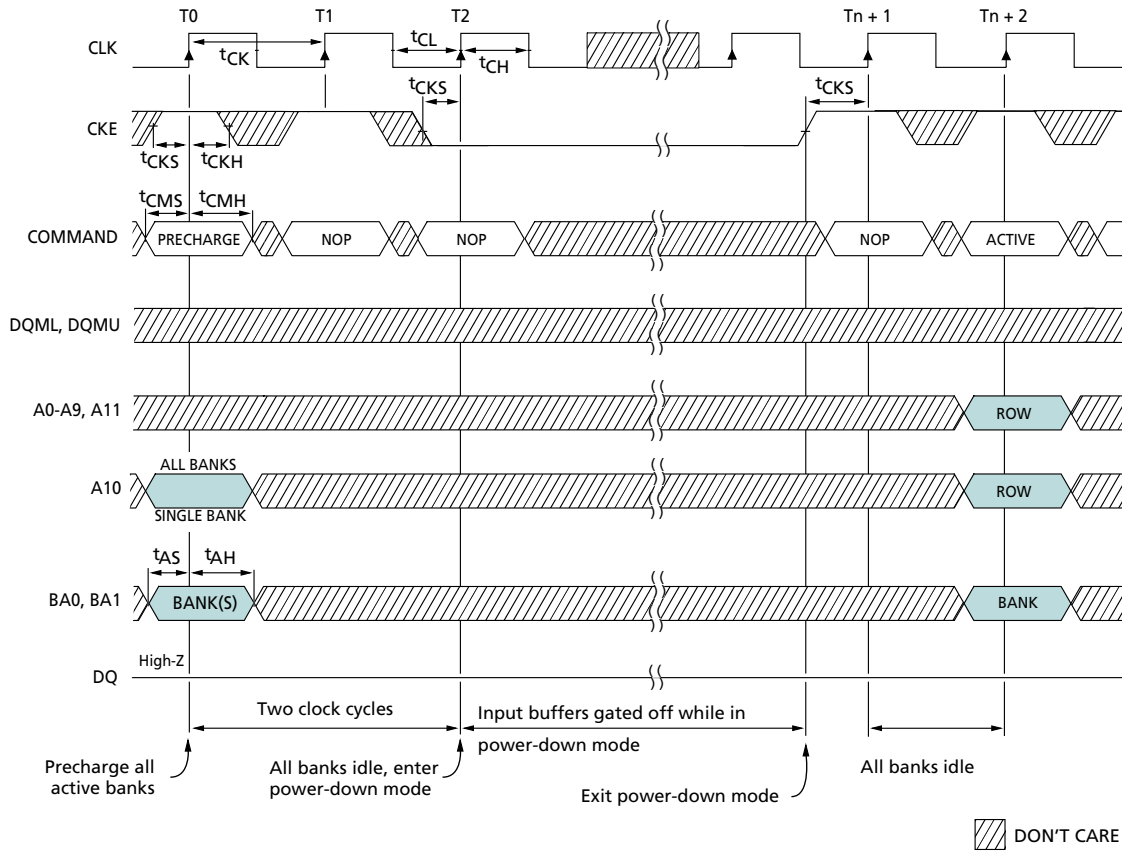 T0 T1 T2 Tn + 1 Tn + 2
CLK
tCK
tCL
tCH
tCKS
tCKS
CKE
tCKS tCKH
tCMS tCMH
COMMAND PRECHARGE NOP NOP NOP ACTIVE
DQML, DQMU
A0-A9, A11 ROW
ALL BANKS
A10 ROW
SINGLE BANK
tAS tAH
BA0, BA1 BANK(S) BANK
High-Z
DQ
Two clock cycles
Input buffers gated off while in
power-down mode
Precharge all
active banks
All banks idle, enter
power-down mode
Exit power-down mode
All banks idle
DON'T CARE